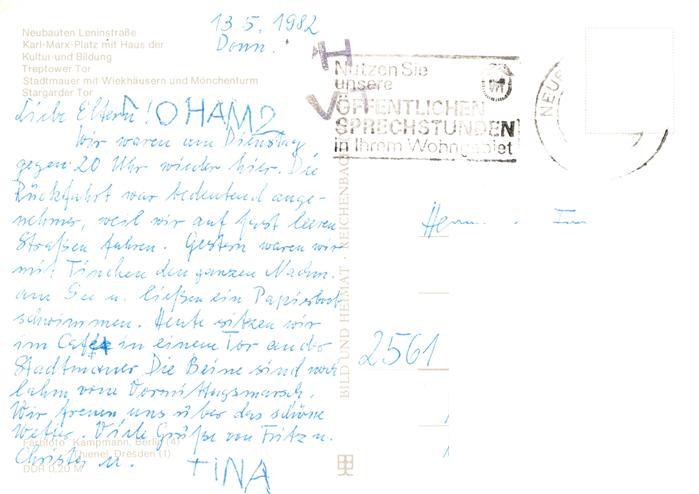 Neubauten Leninstraße
Karl-Marx-Platz mit Haus der
Kultur und Bildung
Treptower Tor
Stadtmauer mit Wiekhäusern und Mönchenturm
Stargarder Tor
13.5.1982
Donn.
Liebe Eltern!
Wir waren am Dienstag
gegen 20 Uhr wieder hier. Die
Rückfahrt war bedeutend ange-
nehmer, weil wir auf fast leeren
Straßen fuhren. Gestern waren wir
mit Tinchen den ganzen Nachm.
am See u. ließen ein Papierboot
schwimmen. Heute sitzen wir
im Café in einem Tor an der
Stadtmauer Die Beine sind noch
lahm vom Vormittagsmarsch.
Wir freuen uns über das schöne
Wetter. Viele Grüße von Fritz u.
Christa u. TINA
Farbfoto: Kampmann, Berlin (4)
Thienel, Dresden (1)
DDR 0,20 M
BILD UND HEIMAT · REICHENBACH
Nutzen Sie
unsere
ÖFFENTLICHEN
SPRECHSTUNDEN
in Ihrem Wohngebiet
2561